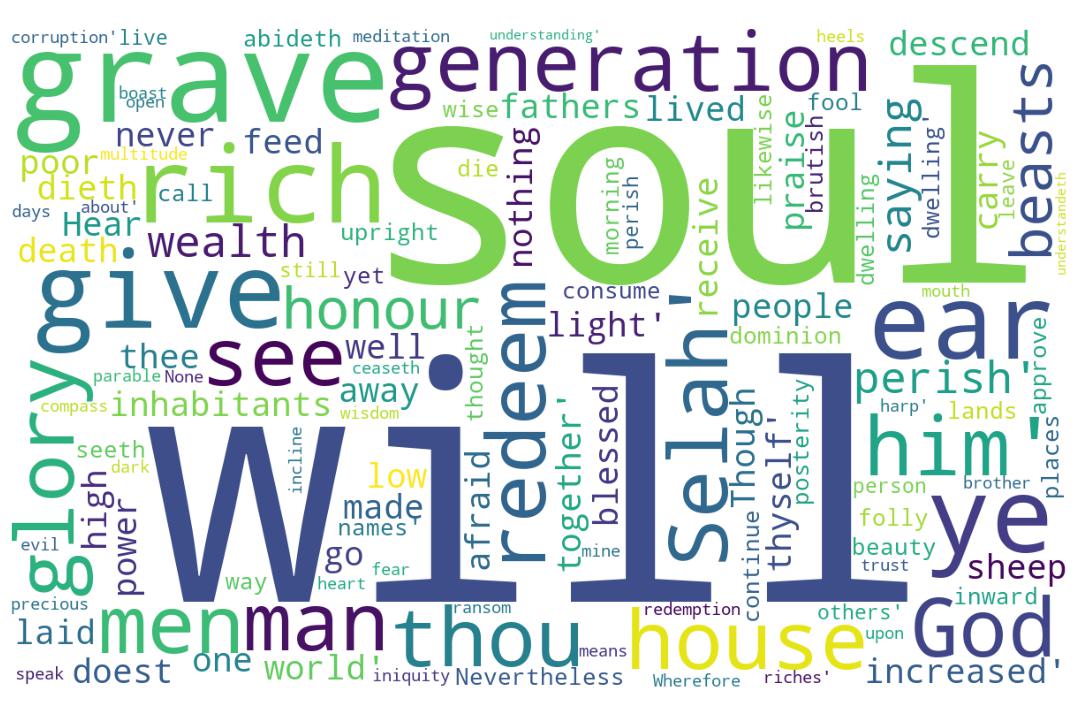 corruption' live abideth meditation understanding' heels descend
grave generation
boast
open
wise fathers lived likewise fool
never feed
poor multitude
dieth rich soul
die nothing morning perish praise brutish saying dwelling' carry leave beasts
days about' call
Hear
death wealth upright receive dwelling understandeth
still yet
give honour consume people mouth
light' dominion ear
thee see well
parable None ceaseth thought redeem Selah' perish' approve
compass inhabitants away wisdom
harp' lands
glory will him'
seeth
dark incline low afraid together' blessed Though posterity
high power made person brother places
names' continue thyself' folly ye
evil go mine beauty
trust sheep
way heart fear
precious ransom redemption others' inward
laid men man thou house upon God
doest one world' means
speak iniquity Nevertheless Wherefore riches' increased'